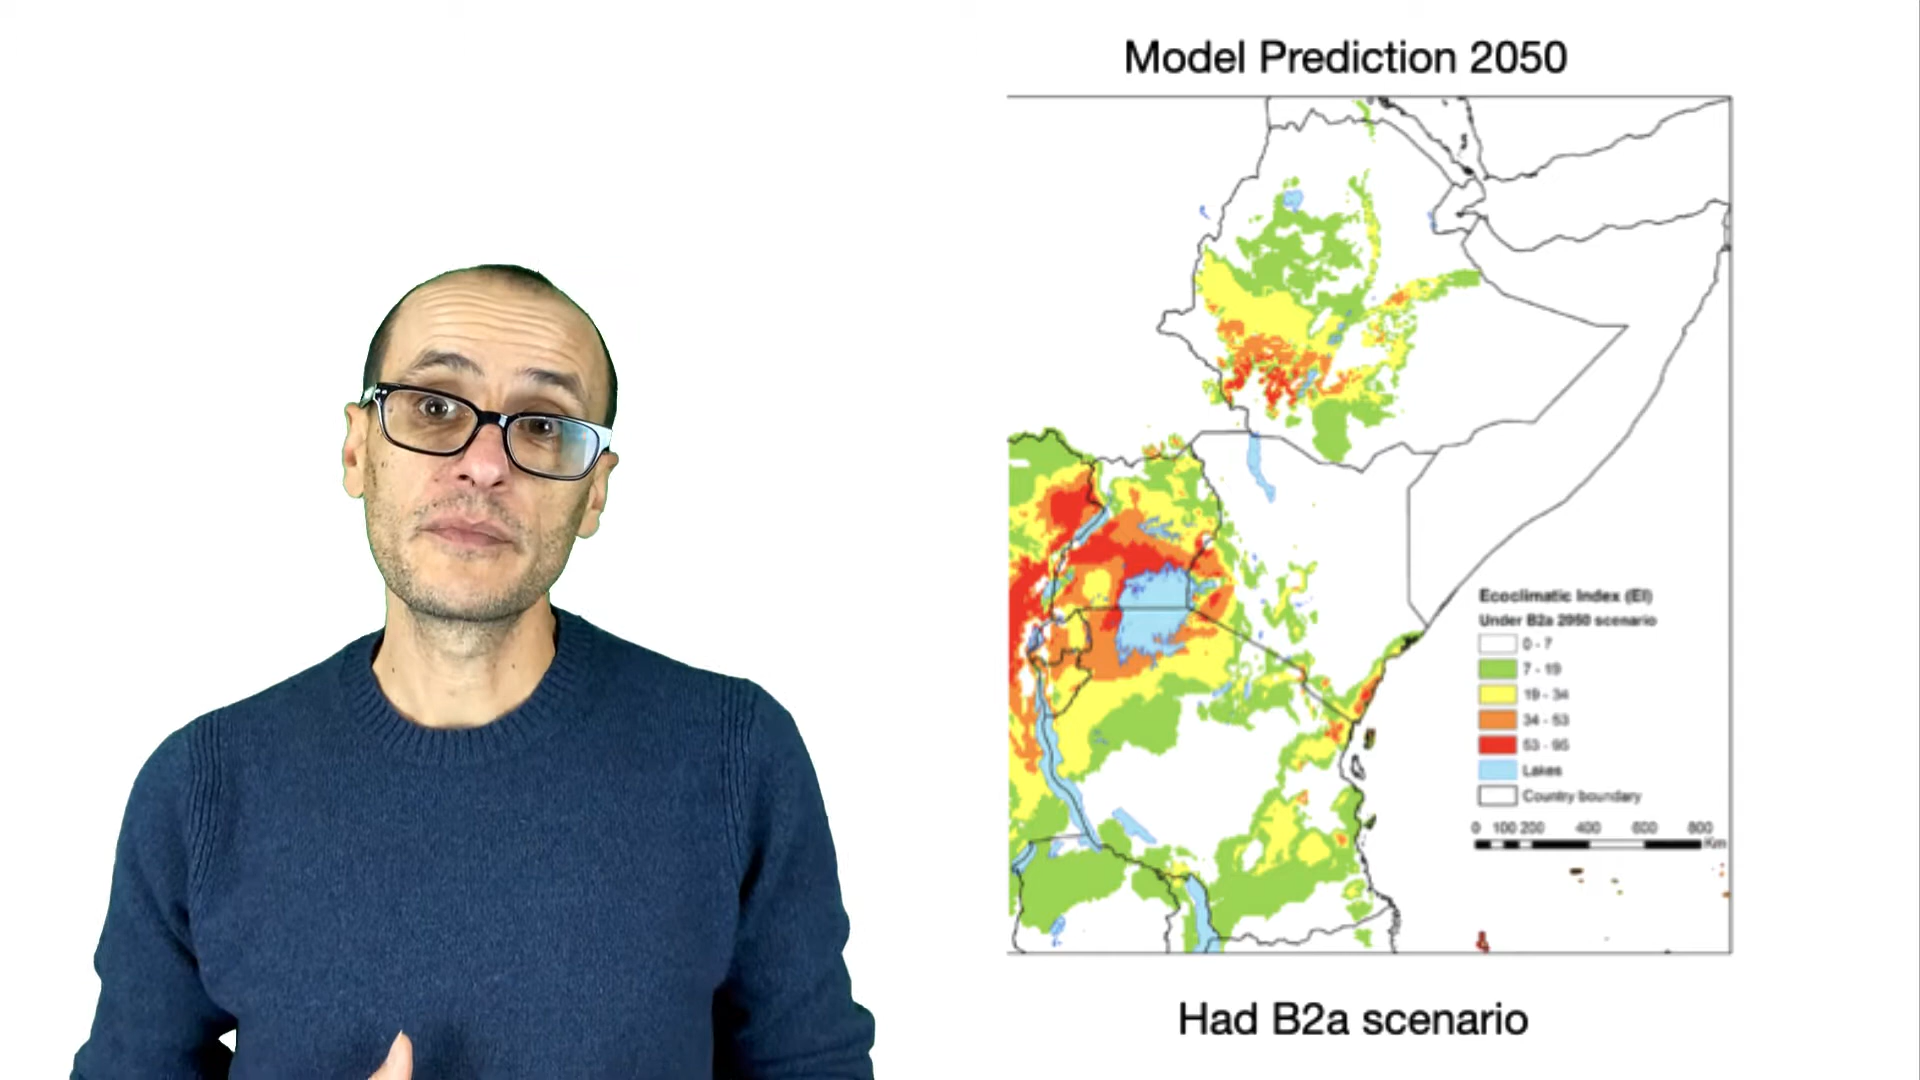 Model Prediction 2050
Ecoclimatic Index (EI)
Under B2a 2050 scenario
0 - 7
7 - 19
19 - 34
34 - 53
53 - 95
Lakes
Country boundary
0 100 200 400 600 800
Km
Had B2a scenario